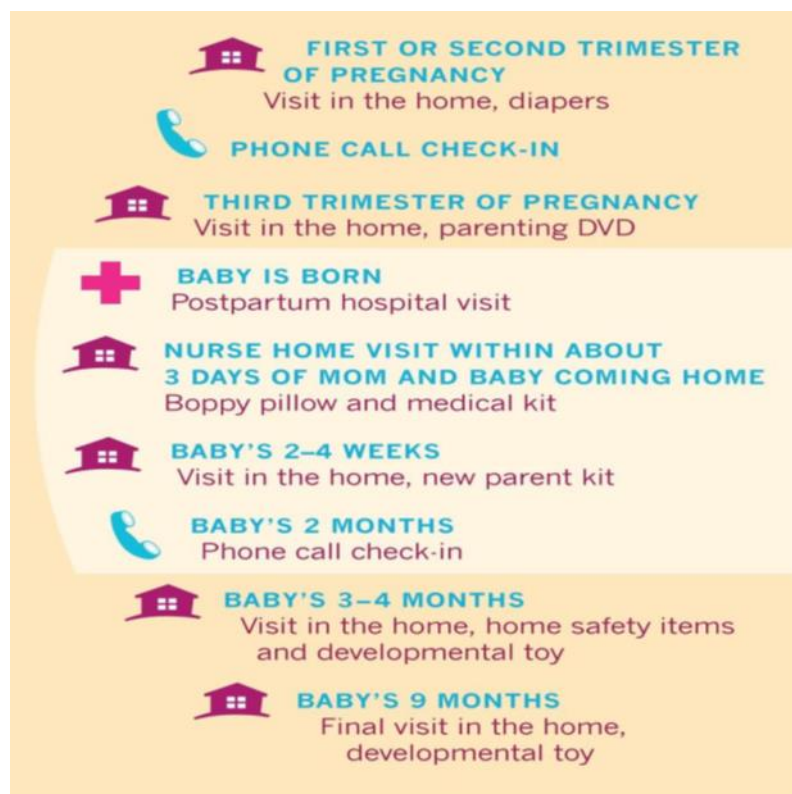 FIRST OR SECOND TRIMESTER
OF PREGNANCY
Visit in the home, diapers
PHONE CALL CHECK-IN
THIRD TRIMESTER OF PREGNANCY
Visit in the home, parenting DVD
BABY IS BORN
Postpartum hospital visit
NURSE HOME VISIT WITHIN ABOUT
3 DAYS OF MOM AND BABY COMING HOME
Boppy pillow and medical kit
BABY'S 2–4 WEEKS
Visit in the home, new parent kit
BABY'S 2 MONTHS
Phone call check-in
BABY'S 3–4 MONTHS
Visit in the home, home safety items
and developmental toy
BABY'S 9 MONTHS
Final visit in the home,
developmental toy